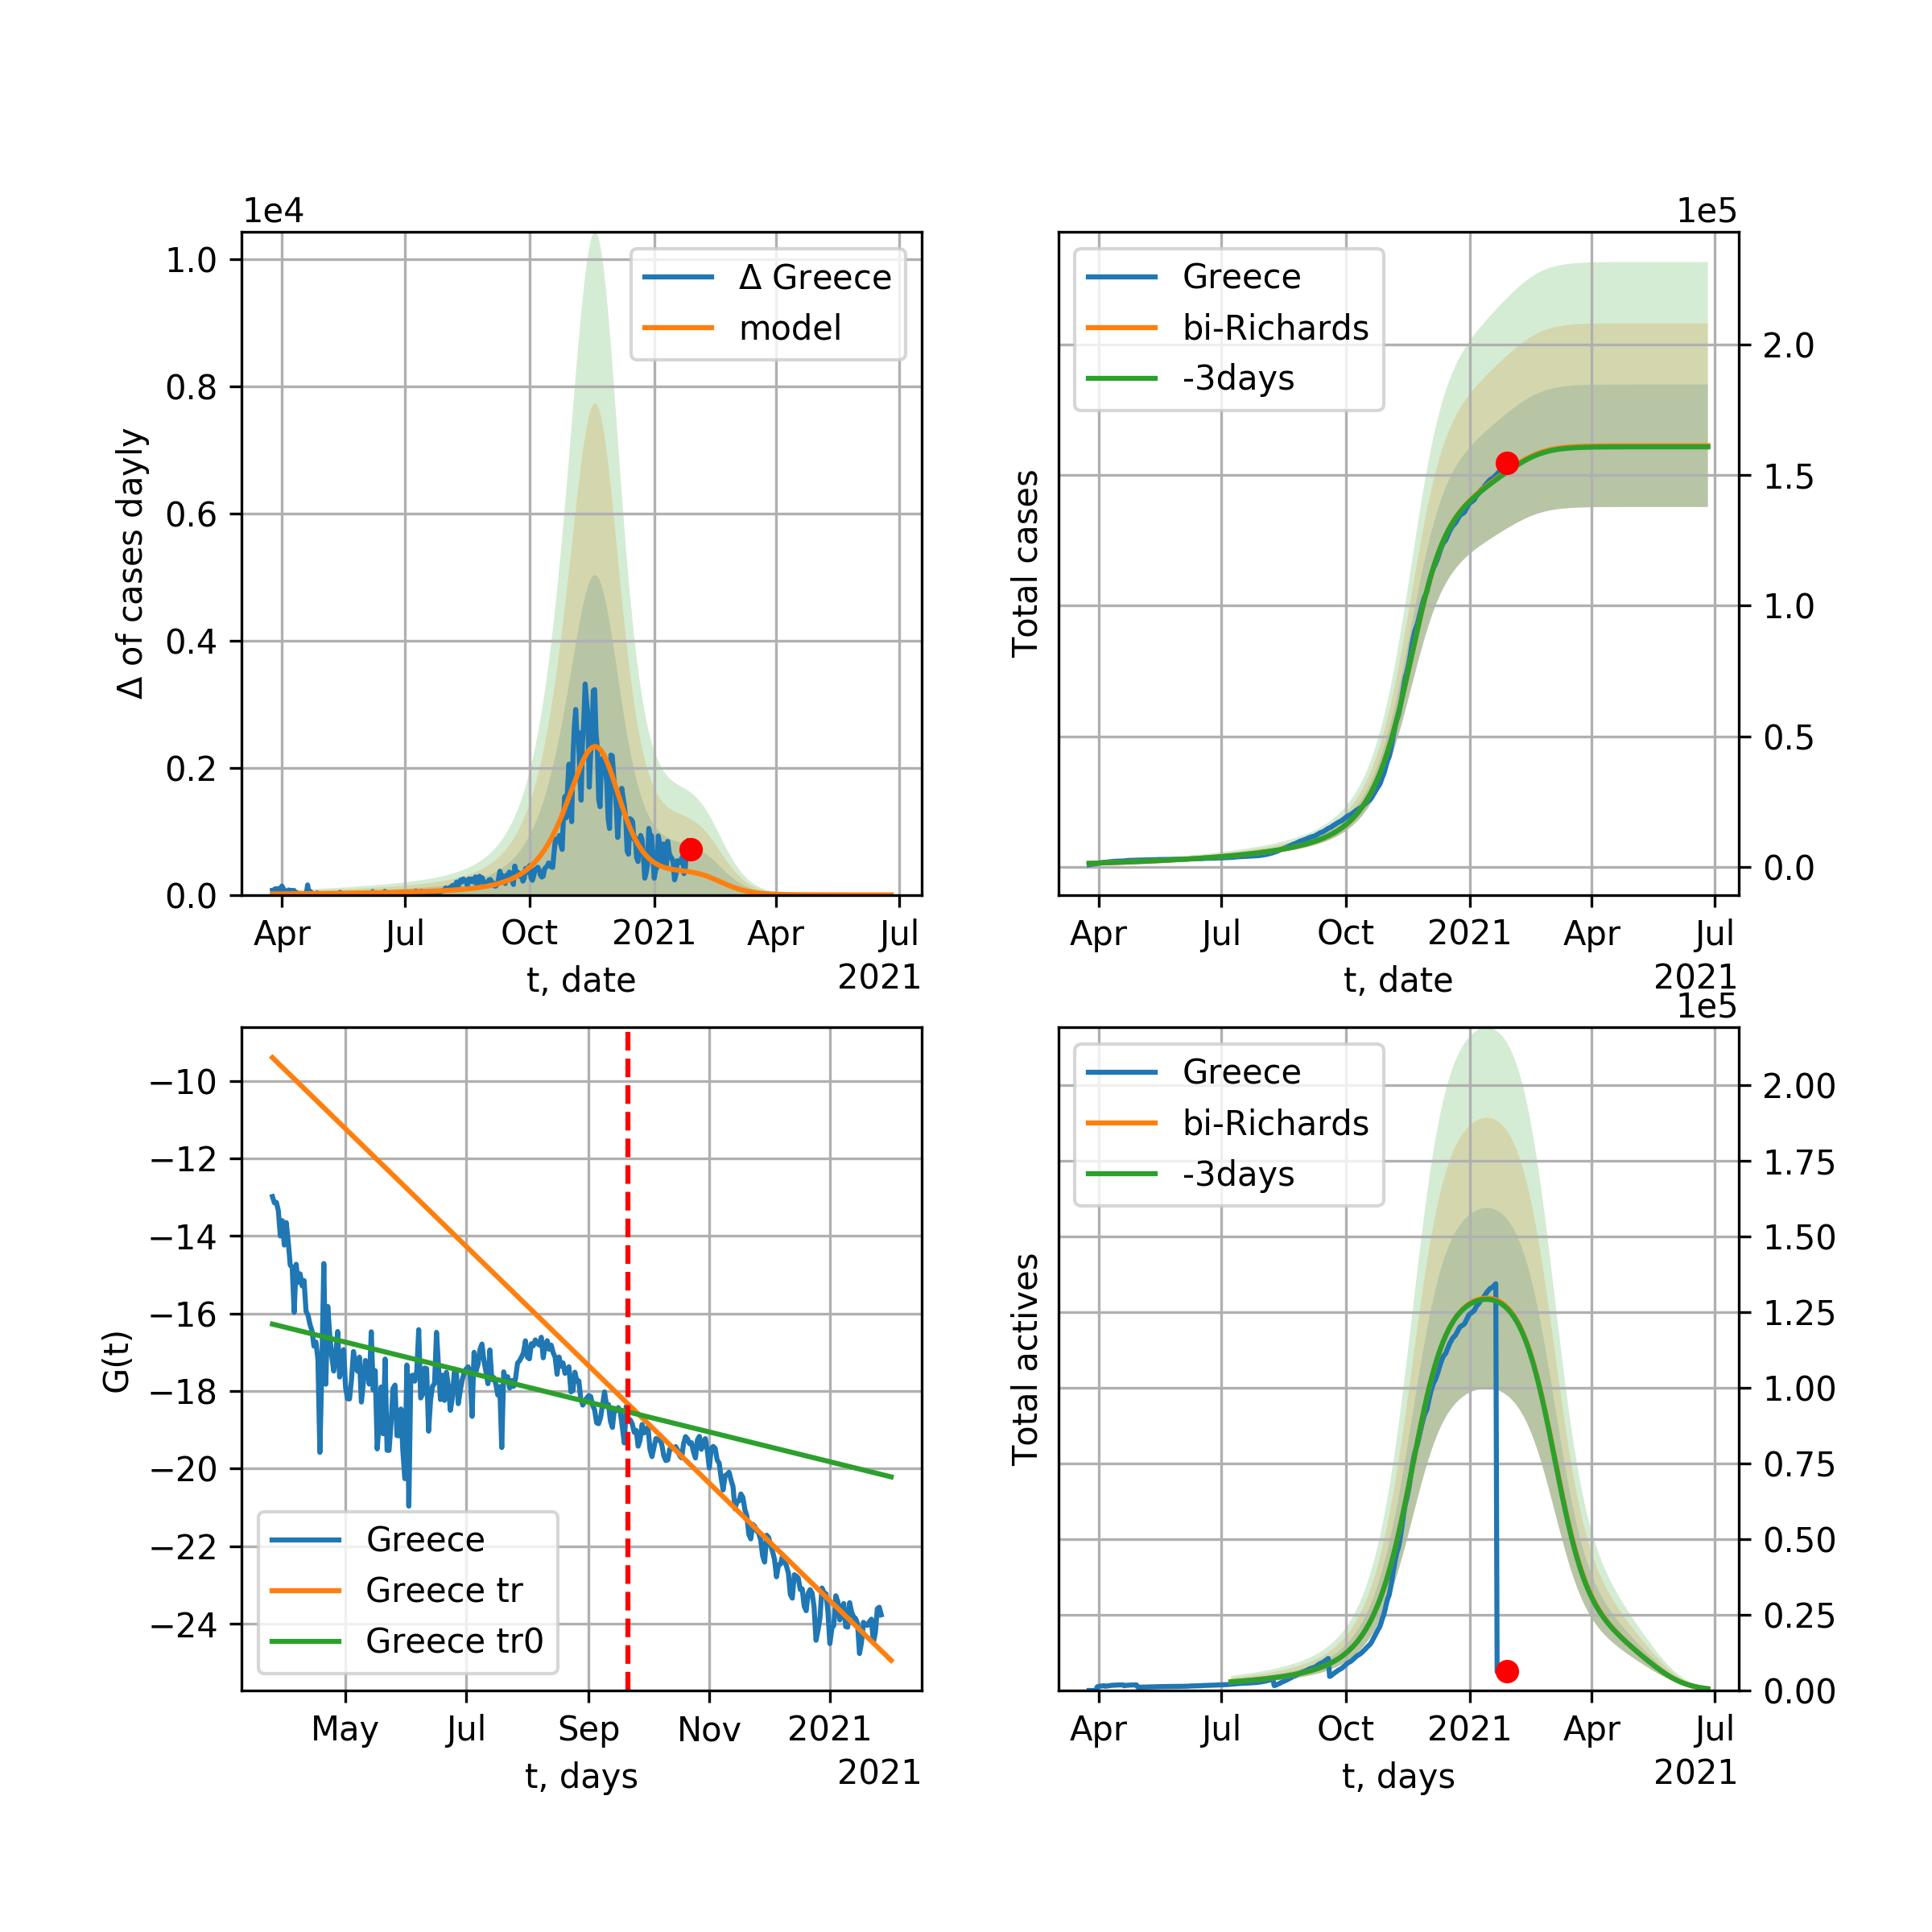 1e4
Δ of cases dayly
1.0
0.8
0.6
0.4
0.2
0.0
Δ Greece
model
Apr Jul Oct 2021 Apr Jul
t, date
2021
1e5
Total cases
Greece
bi-Richards
-3days
2.0
1.5
1.0
0.5
0.0
Apr Jul Oct 2021 Apr Jul
t, date
2021
G(t)
−10
−12
−14
−16
−18
−20
−22
−24
Greece
Greece tr
Greece tr0
May Jul Sep Nov 2021
t, days
2021
1e5
Total actives
Greece
bi-Richards
-3days
2.00
1.75
1.50
1.25
1.00
0.75
0.50
0.25
0.00
Apr Jul Oct 2021 Apr Jul
t, days
2021